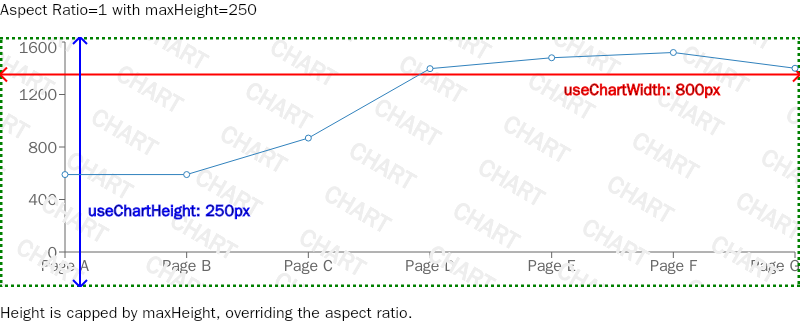 Aspect Ratio=1 with maxHeight=250
1600
useChartWidth: 800px
1200
800
400
useChartHeight: 250px
0
Page A Page B Page C Page D Page E Page F Page G
CHART
Height is capped by maxHeight, overriding the aspect ratio.